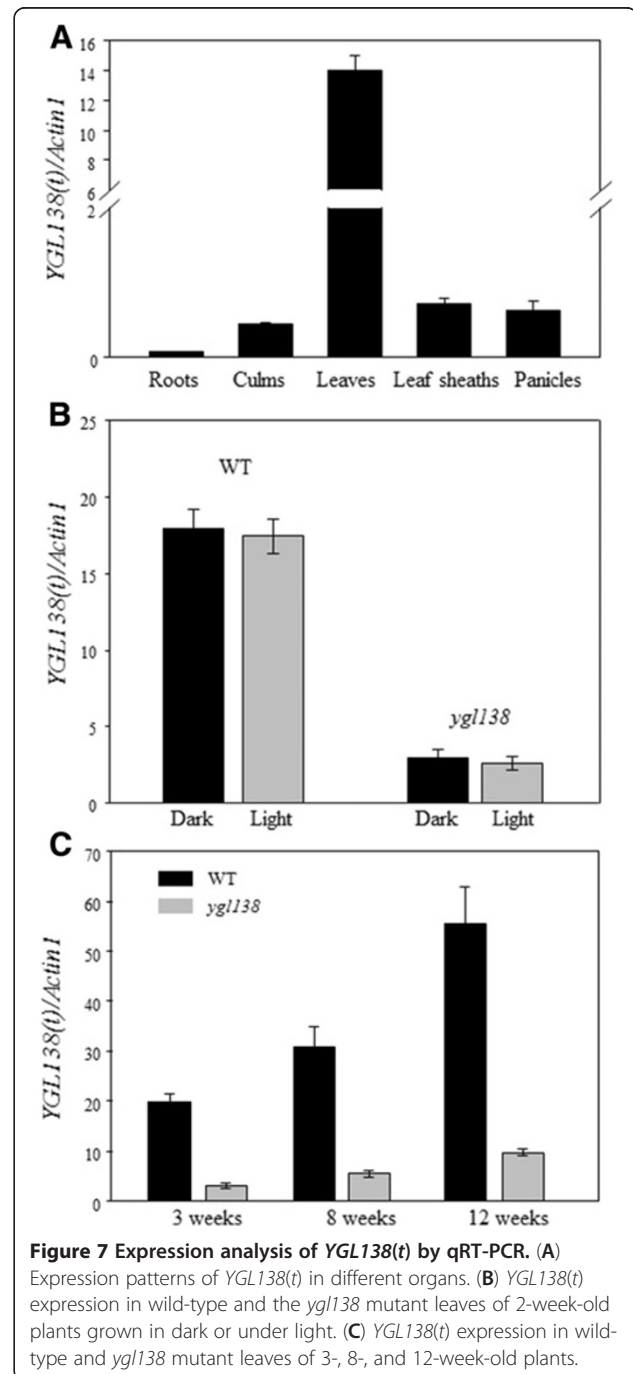 A
YGL138(t)/Actin1
16
14
12
10
8
6
2
0
Roots Culms Leaves Leaf sheaths Panicles
B
YGL138(t)/Actin1
25
20
15
10
5
0
WT
ygl138
Dark Light Dark Light
C
YGL138(t)/Actin1
70
60
50
40
30
20
10
0
WT
ygl138
3 weeks 8 weeks 12 weeks
Figure 7 Expression analysis of YGL138(t) by qRT-PCR. (A)
Expression patterns of YGL138(t) in different organs. (B) YGL138(t)
expression in wild-type and the ygl138 mutant leaves of 2-week-old
plants grown in dark or under light. (C) YGL138(t) expression in wild-
type and ygl138 mutant leaves of 3-, 8-, and 12-week-old plants.